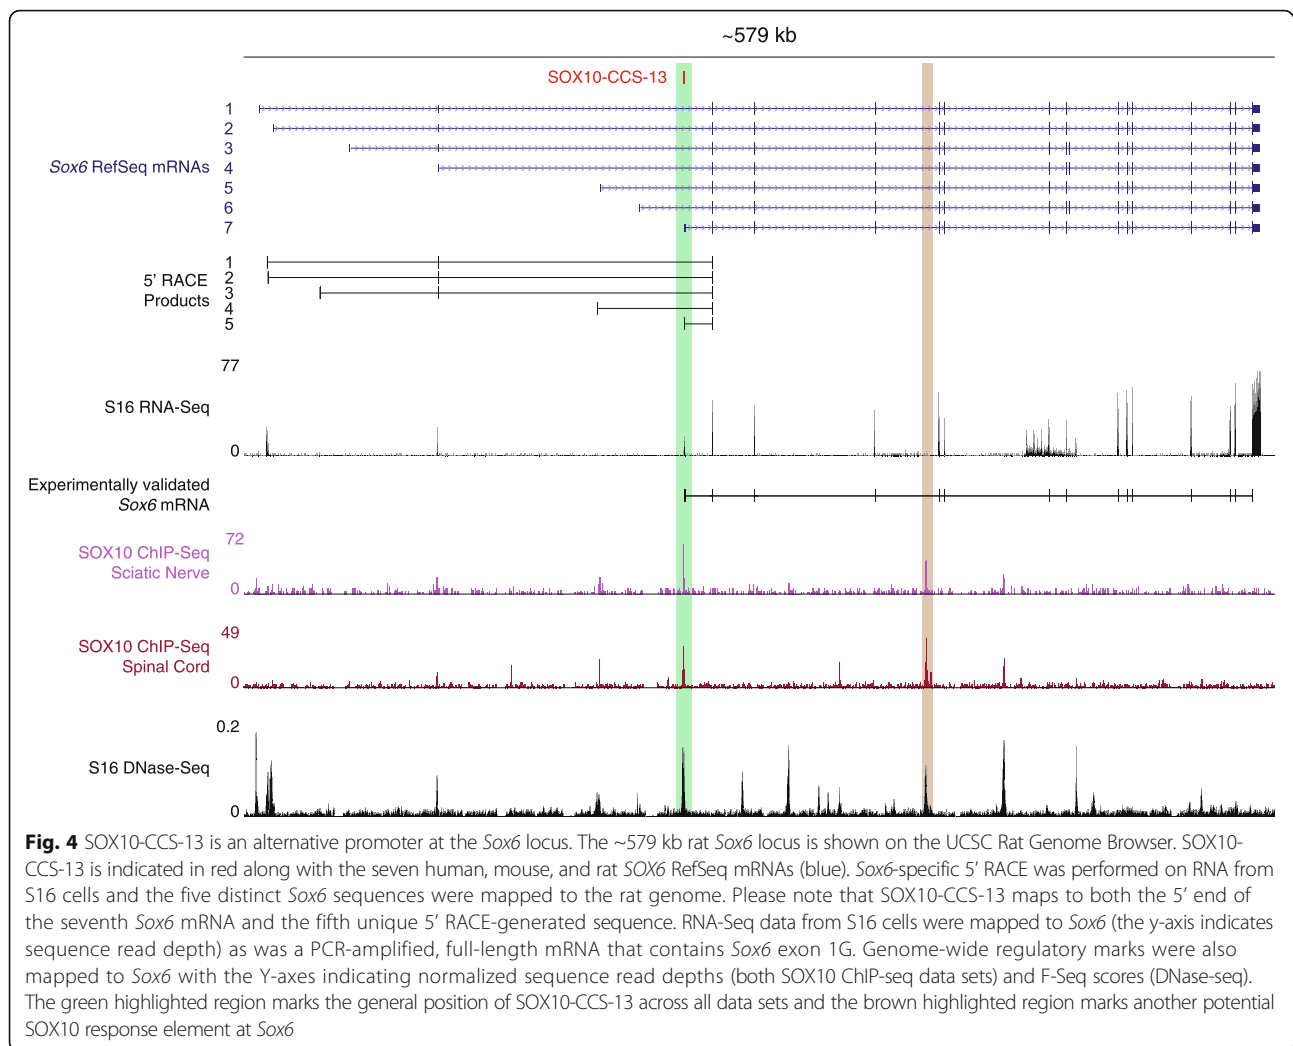 ~579 kb
SOX10-CCS-13
1
2
3
Sox6 RefSeq mRNAs 4
5
6
7
1
5’ RACE 2
Products 3
4
5
77
S16 RNA-Seq
0
Experimentally validated
Sox6 mRNA
72
SOX10 ChIP-Seq
Sciatic Nerve
0
49
SOX10 ChIP-Seq
Spinal Cord
0
0.2
S16 DNase-Seq
0
Fig. 4 SOX10-CCS-13 is an alternative promoter at the Sox6 locus. The ~579 kb rat Sox6 locus is shown on the UCSC Rat Genome Browser. SOX10-
CCS-13 is indicated in red along with the seven human, mouse, and rat SOX6 RefSeq mRNAs (blue). Sox6-specific 5’ RACE was performed on RNA from
S16 cells and the five distinct Sox6 sequences were mapped to the rat genome. Please note that SOX10-CCS-13 maps to both the 5’ end of
the seventh Sox6 mRNA and the fifth unique 5’ RACE-generated sequence. RNA-Seq data from S16 cells were mapped to Sox6 (the y-axis indicates
sequence read depth) as was a PCR-amplified, full-length mRNA that contains Sox6 exon 1G. Genome-wide regulatory marks were also
mapped to Sox6 with the Y-axes indicating normalized sequence read depths (both SOX10 ChIP-seq data sets) and F-Seq scores (DNase-seq).
The green highlighted region marks the general position of SOX10-CCS-13 across all data sets and the brown highlighted region marks another potential
SOX10 response element at Sox6